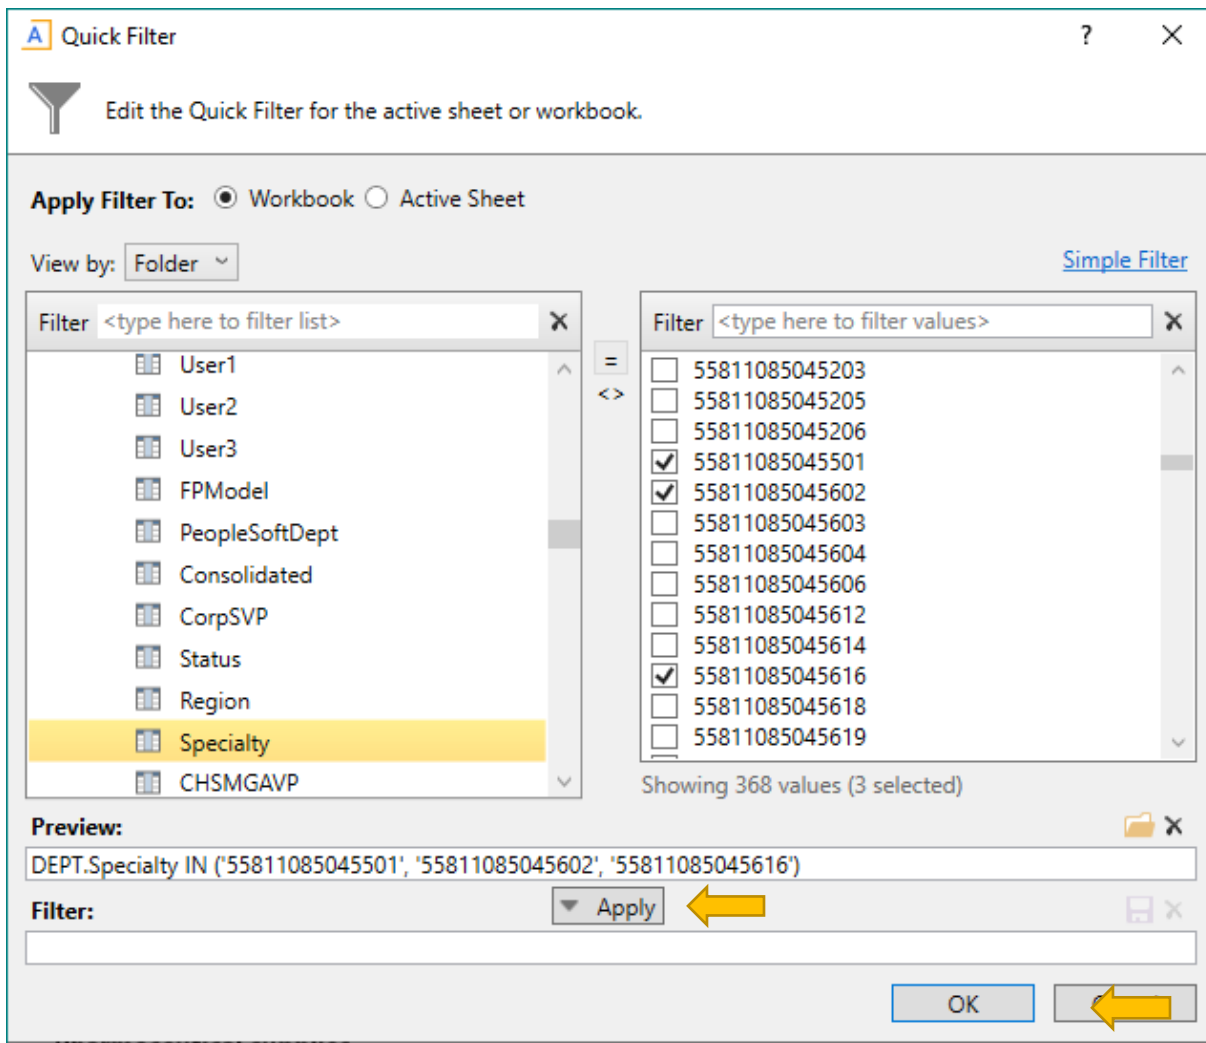 A Quick Filter ?
Edit the Quick Filter for the active sheet or workbook.
Apply Filter To: Workbook Active Sheet
View by: Folder
Simple Filter
Filter <type here to filter list>
User1
User2
User3
FPModel
PeopleSoftDept
Consolidated
CorpSVP
Status
Region
Specialty
CHSMGAVP
=
<>
Filter <type here to filter values>
55811085045203
55811085045205
55811085045206
55811085045501
55811085045602
55811085045603
55811085045604
55811085045606
55811085045612
55811085045614
55811085045616
55811085045618
55811085045619
Showing 368 values (3 selected)
Preview:
DEPT.Specialty IN ('55811085045501', '55811085045602', '55811085045616')
Filter:
Apply
OK